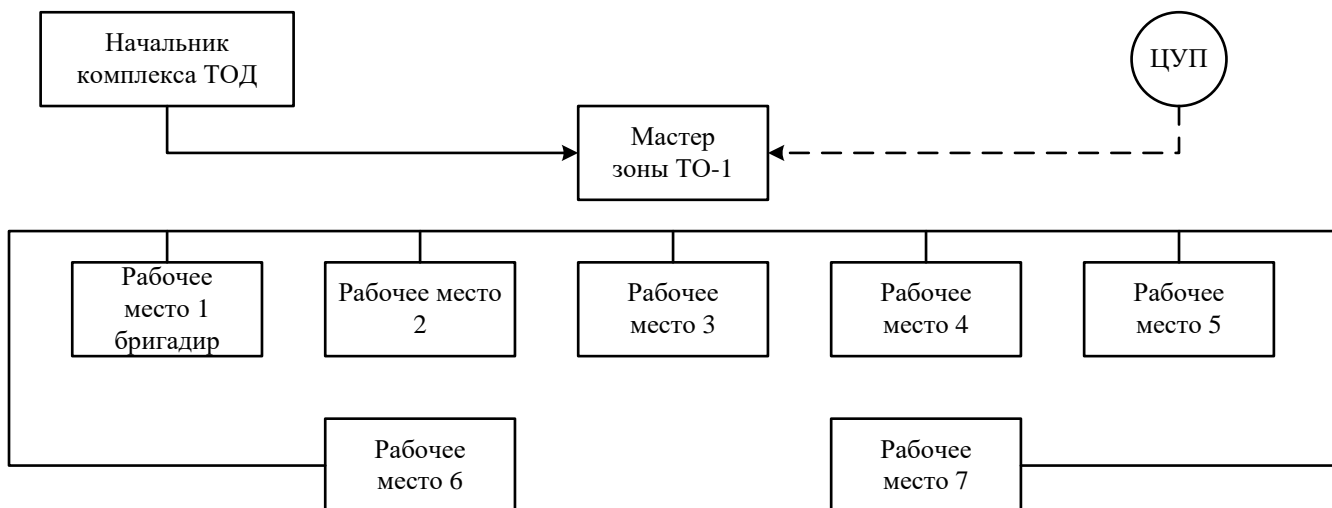 Начальник
комплекса ТОД
ЦУП
Мастер
зоны ТО-1
Рабочее
место 1
бригадир
Рабочее место
2
Рабочее
место 3
Рабочее
место 4
Рабочее
место 5
Рабочее
место 6
Рабочее
место 7